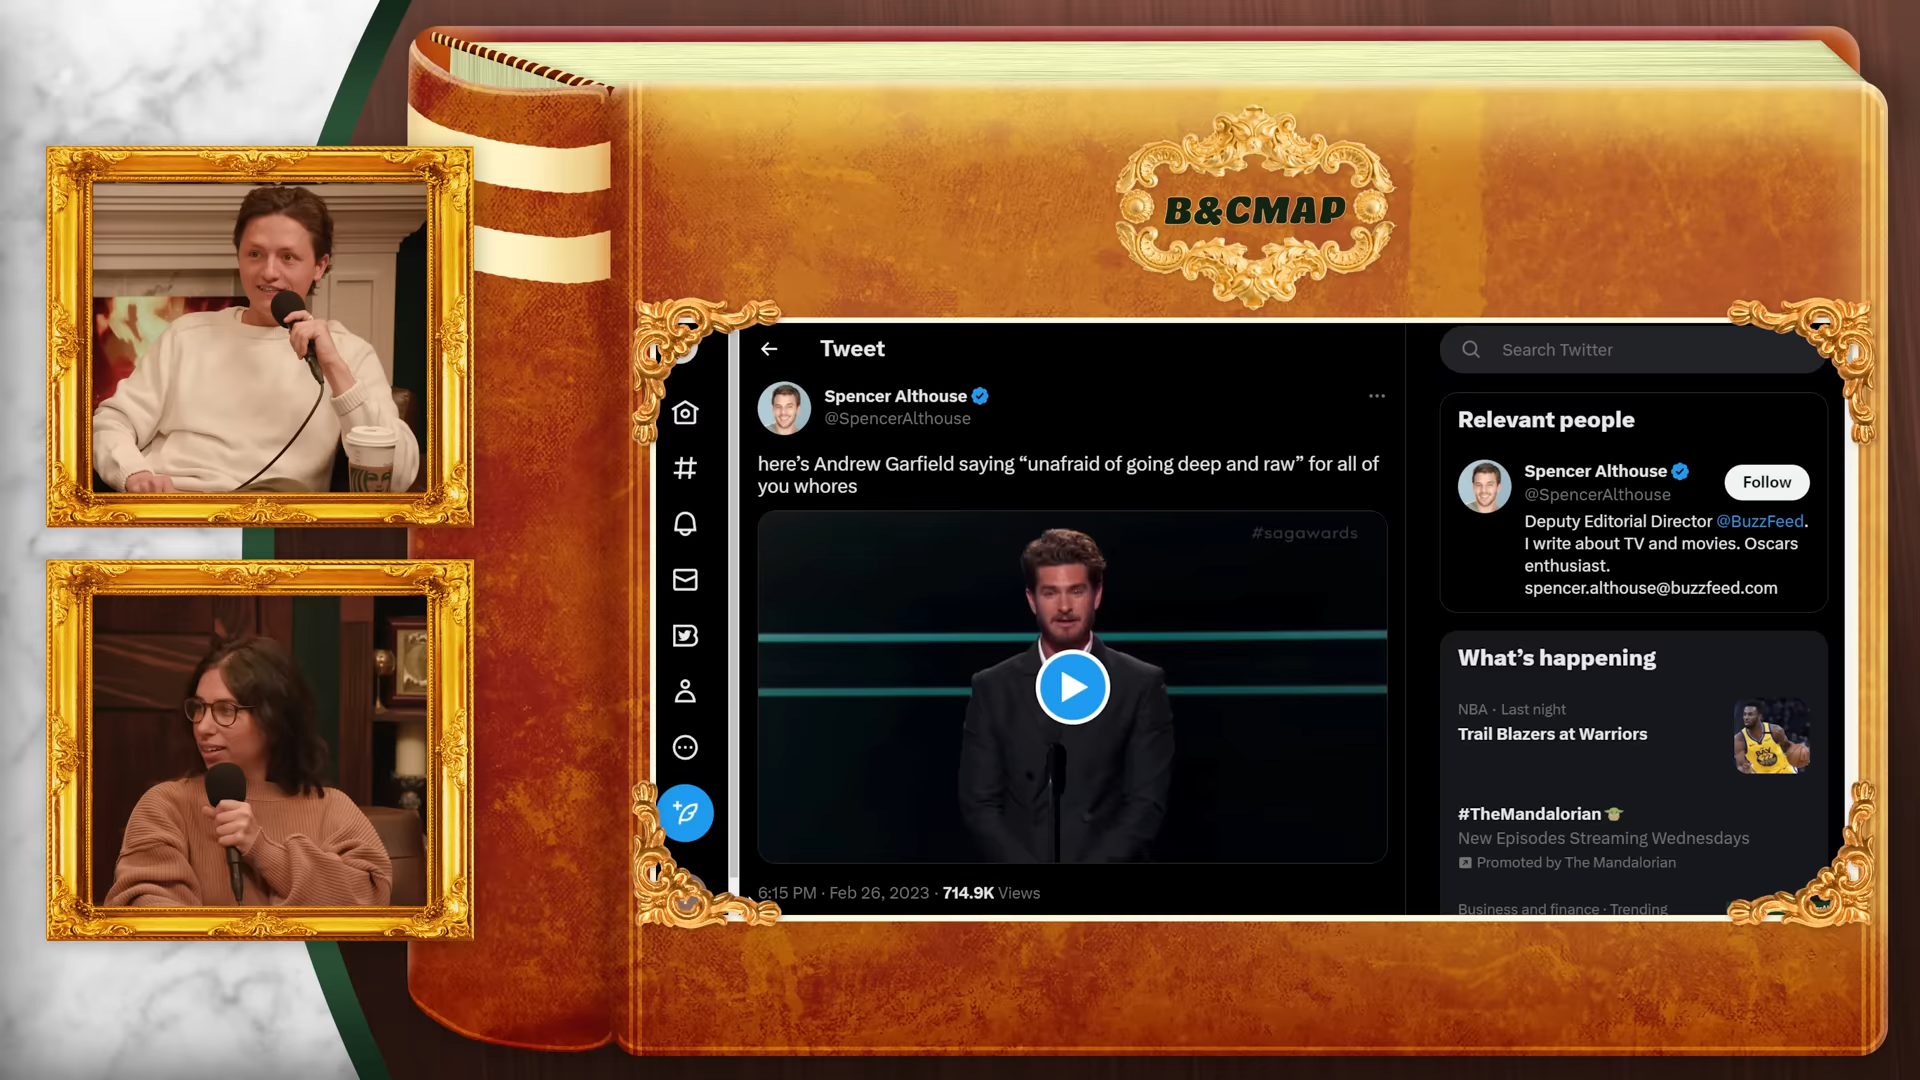 B&CMAP
Tweet
Spencer Althouse
@SpencerAlthouse
here’s Andrew Garfield saying “unafraid of going deep and raw” for all of
you whores
#sagawards
6:15 PM · Feb 26, 2023 · 714.9K Views
Search Twitter
Relevant people
Spencer Althouse
@SpencerAlthouse
Follow
Deputy Editorial Director @BuzzFeed.
I write about TV and movies. Oscars
enthusiast.
spencer.althouse@buzzfeed.com
What’s happening
NBA · Last night
Trail Blazers at Warriors
#TheMandalorian
New Episodes Streaming Wednesdays
Promoted by The Mandalorian
Business and finance · Trending